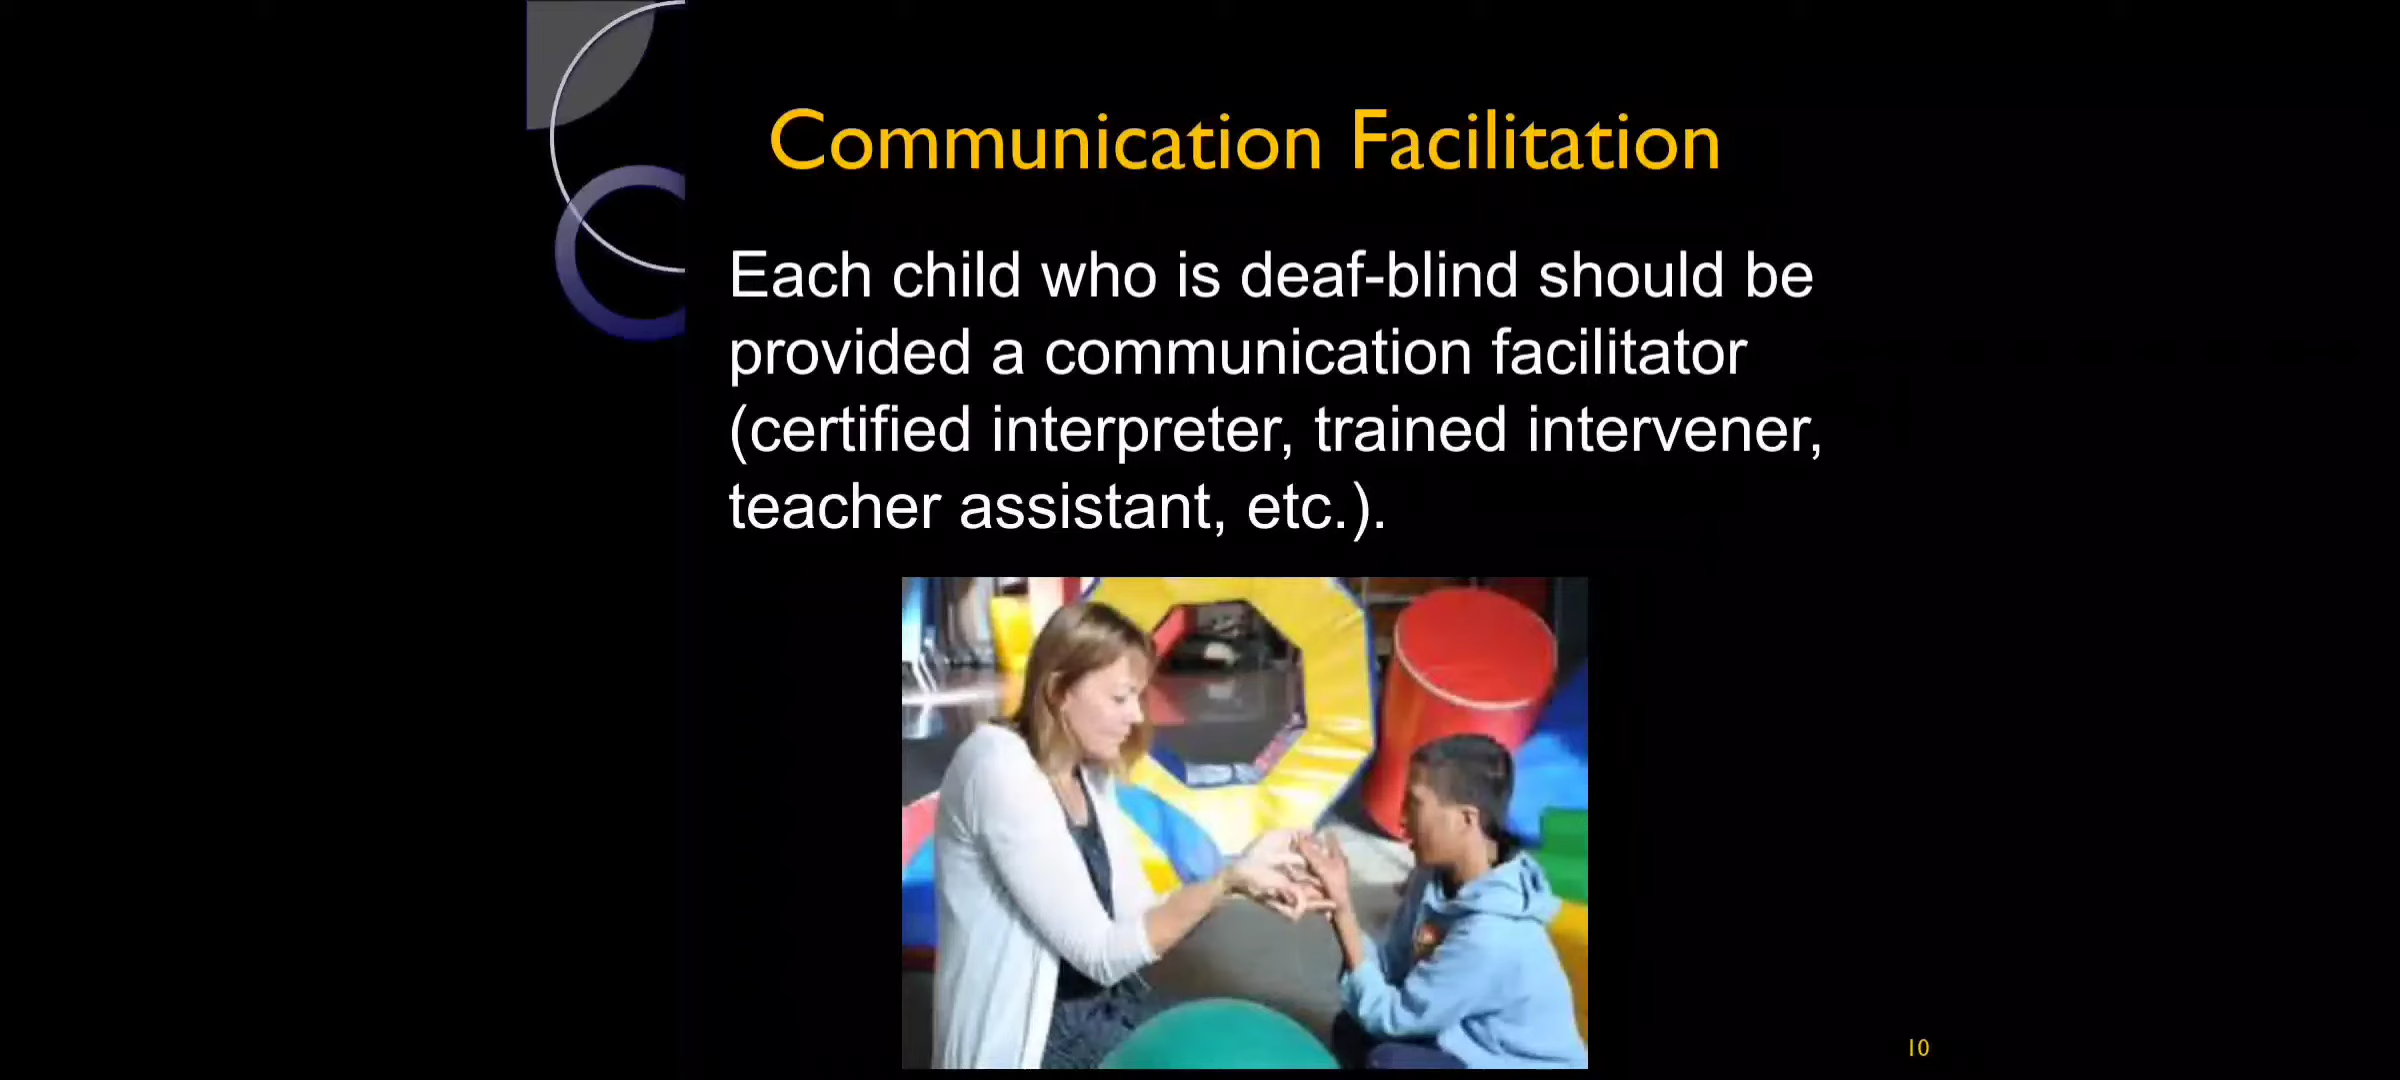 Communication Facilitation
Each child who is deaf-blind should be
provided a communication facilitator
(certified interpreter, trained intervener,
teacher assistant, etc.).
10